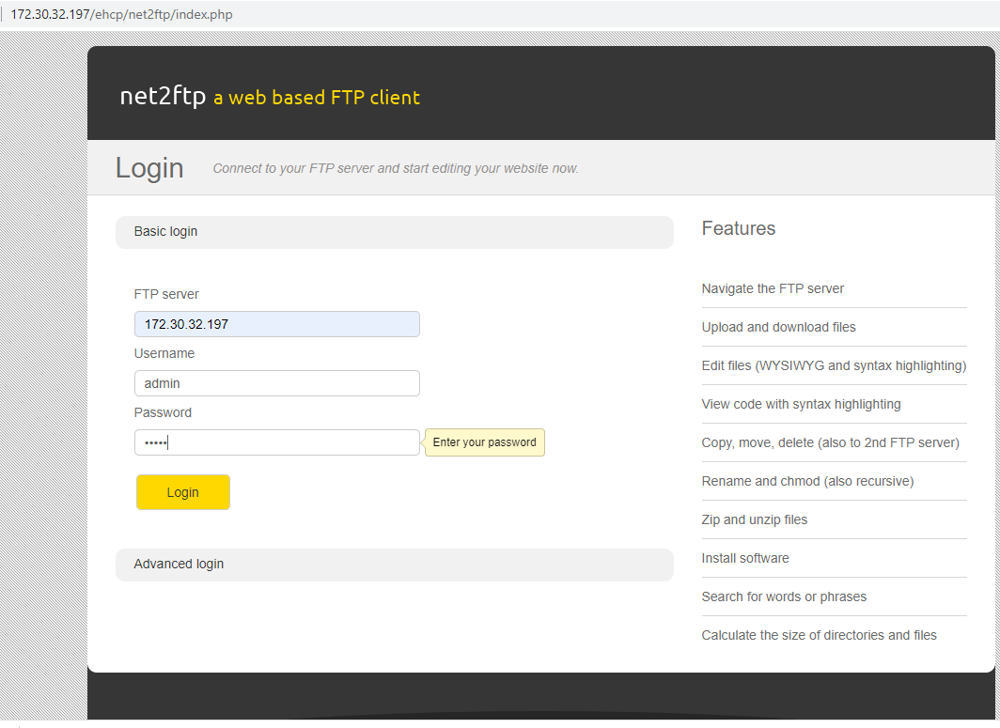 172.30.32.197/ehcp/net2ftp/index.php
net2ftp a web based FTP client
Login Connect to your FTP server and start editing your website now.
Basic login
FTP server
172.30.32.197
Username
admin
Password
•••••
Enter your password
Login
Advanced login
Features
Navigate the FTP server
Upload and download files
Edit files (WYSIWYG and syntax highlighting)
View code with syntax highlighting
Copy, move, delete (also to 2nd FTP server)
Rename and chmod (also recursive)
Zip and unzip files
Install software
Search for words or phrases
Calculate the size of directories and files